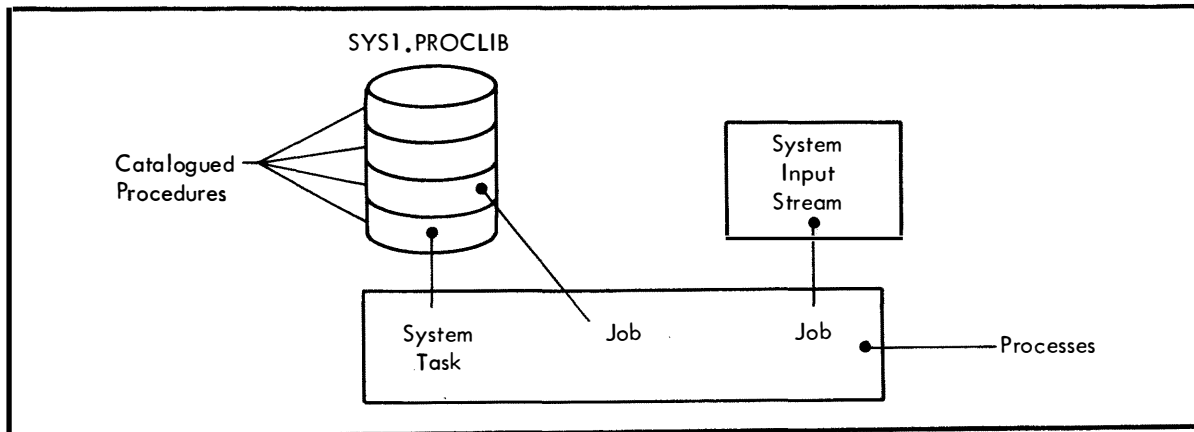 SYS1.PROCLIB
Catalogued
Procedures
System
Input
Stream
System
Task
Job
Job
Processes